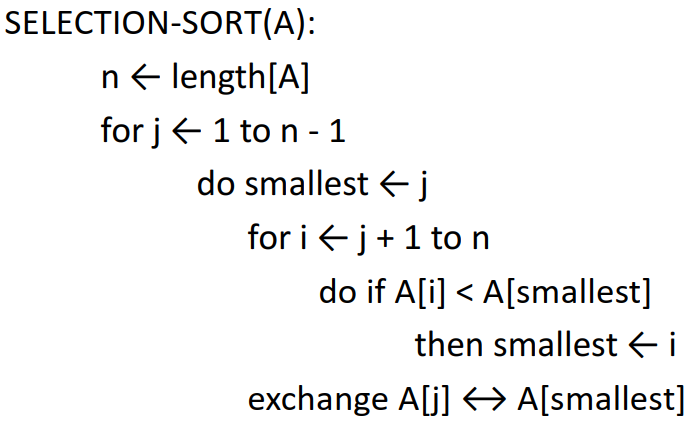 SELECTION-SORT(A):
n ← length[A]
for j ← 1 to n - 1
do smallest ← j
for i ← j + 1 to n
do if A[i] < A[smallest]
then smallest ← i
exchange A[j] ↔ A[smallest]